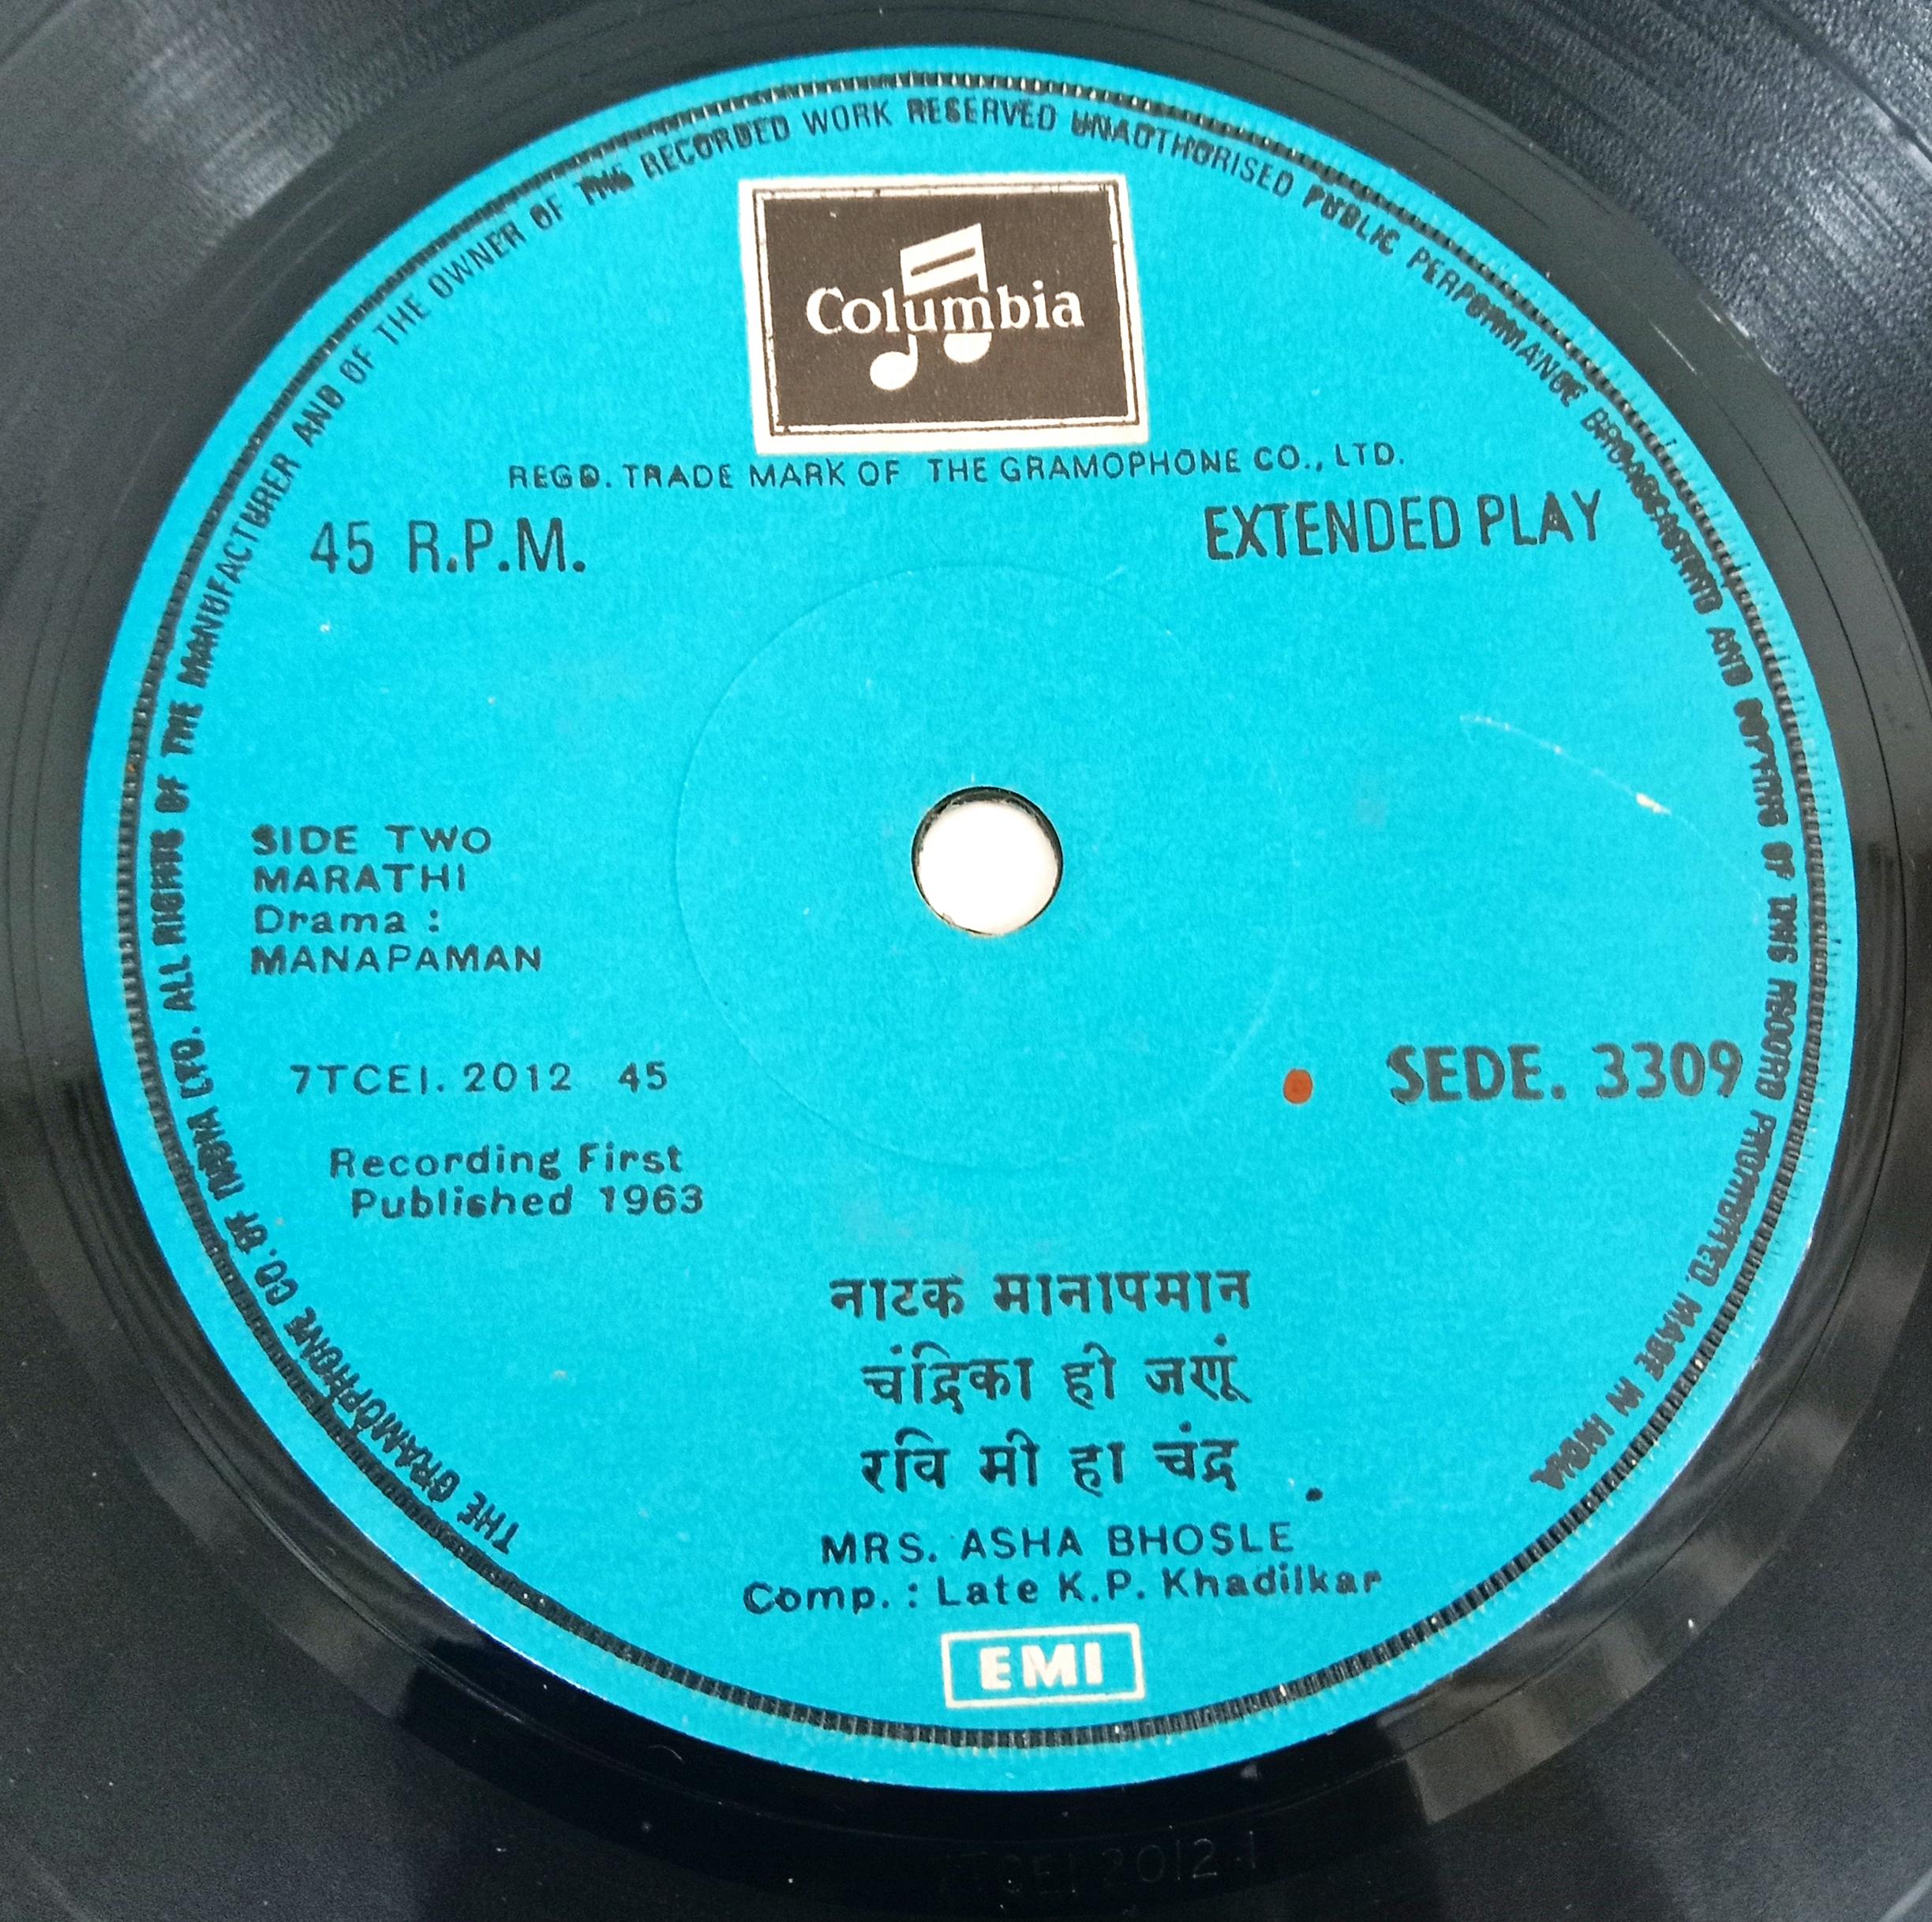 THE GRAMOPHONE CO. OF INDIA LTD. ALL RIGHTS OF THE MANUFACTURER AND OF THE OWNER OF THE RECORDED WORK RESERVED UNAUTHORISED PUBLIC PERFORMANCE BROADCASTING AND COPYING OF THIS RECORD PROHIBITED. MADE IN INDIA
Columbia
REGD. TRADE MARK OF THE GRAMOPHONE CO., LTD.
45 R.P.M.
EXTENDED PLAY
SIDE TWO
MARATHI
Drama :
MANAPAMAN
7TCEI. 2012 45
SEDE. 3309
Recording First
Published 1963
नाटक मानापमान
चंद्रिका ही जणूं
रवि मी हा चंद्र
MRS. ASHA BHOSLE
Comp. : Late K.P. Khadilkar
EMI